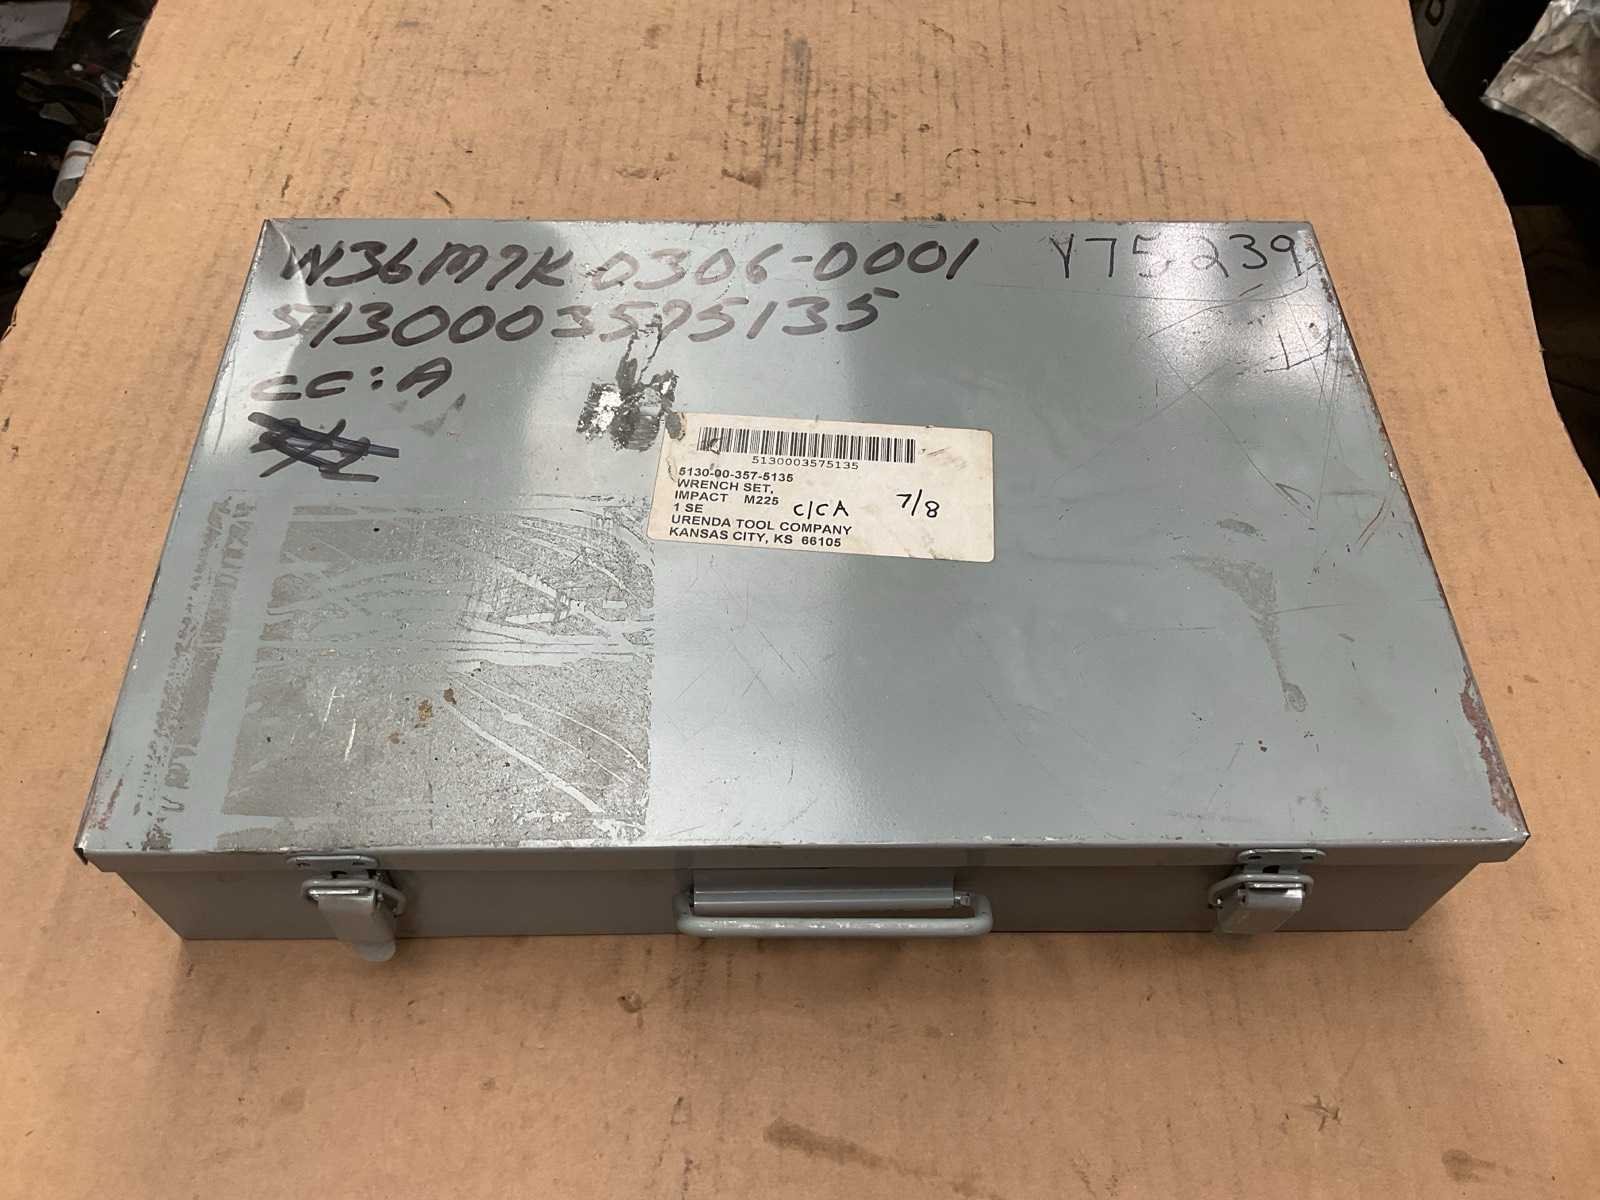 W36M7K 0306-0001 Y75239
5130003575135
CC:A
5130003575135
5130-00-357-5135
WRENCH SET,
IMPACT M225
C/CA 7/8
1 SE
URENDA TOOL COMPANY
KANSAS CITY, KS 66105